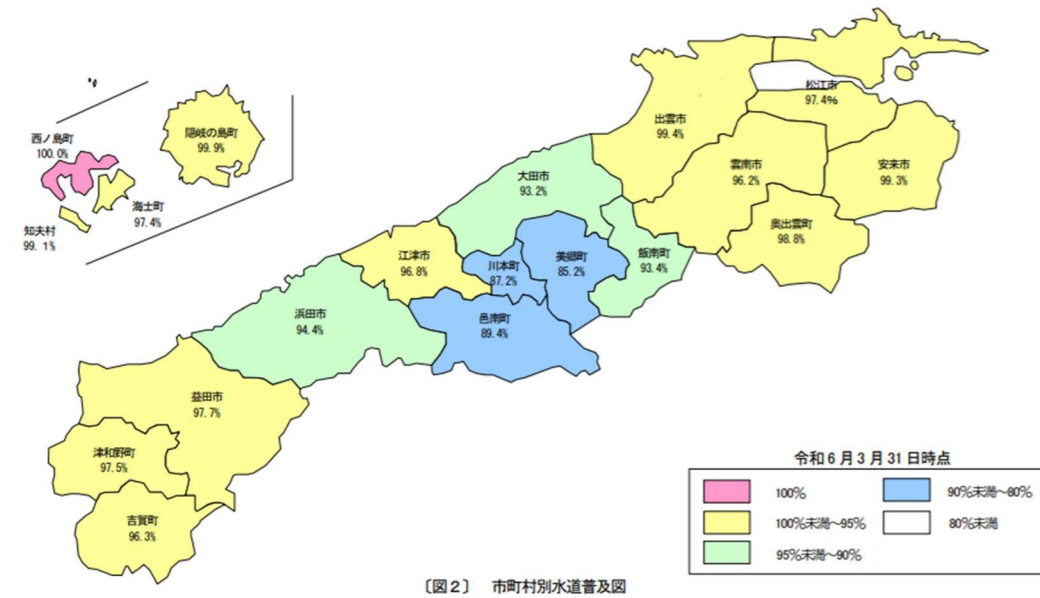 西ノ島町
100.0%
隠岐の島町
99.9%
海士町
97.4%
知夫村
99.1%
松江市
97.4%
出雲市
99.4%
雲南市
96.2%
安来市
99.3%
奥出雲町
98.8%
大田市
93.2%
飯南町
93.4%
美郷町
85.2%
川本町
87.2%
江津市
96.8%
邑南町
89.4%
浜田市
94.4%
益田市
97.7%
津和野町
97.5%
吉賀町
96.3%
令和6月3月31日時点
100%
90%未満~80%
100%未満~95%
80%未満
95%未満~90%
〔図2〕 市町村別水道普及図